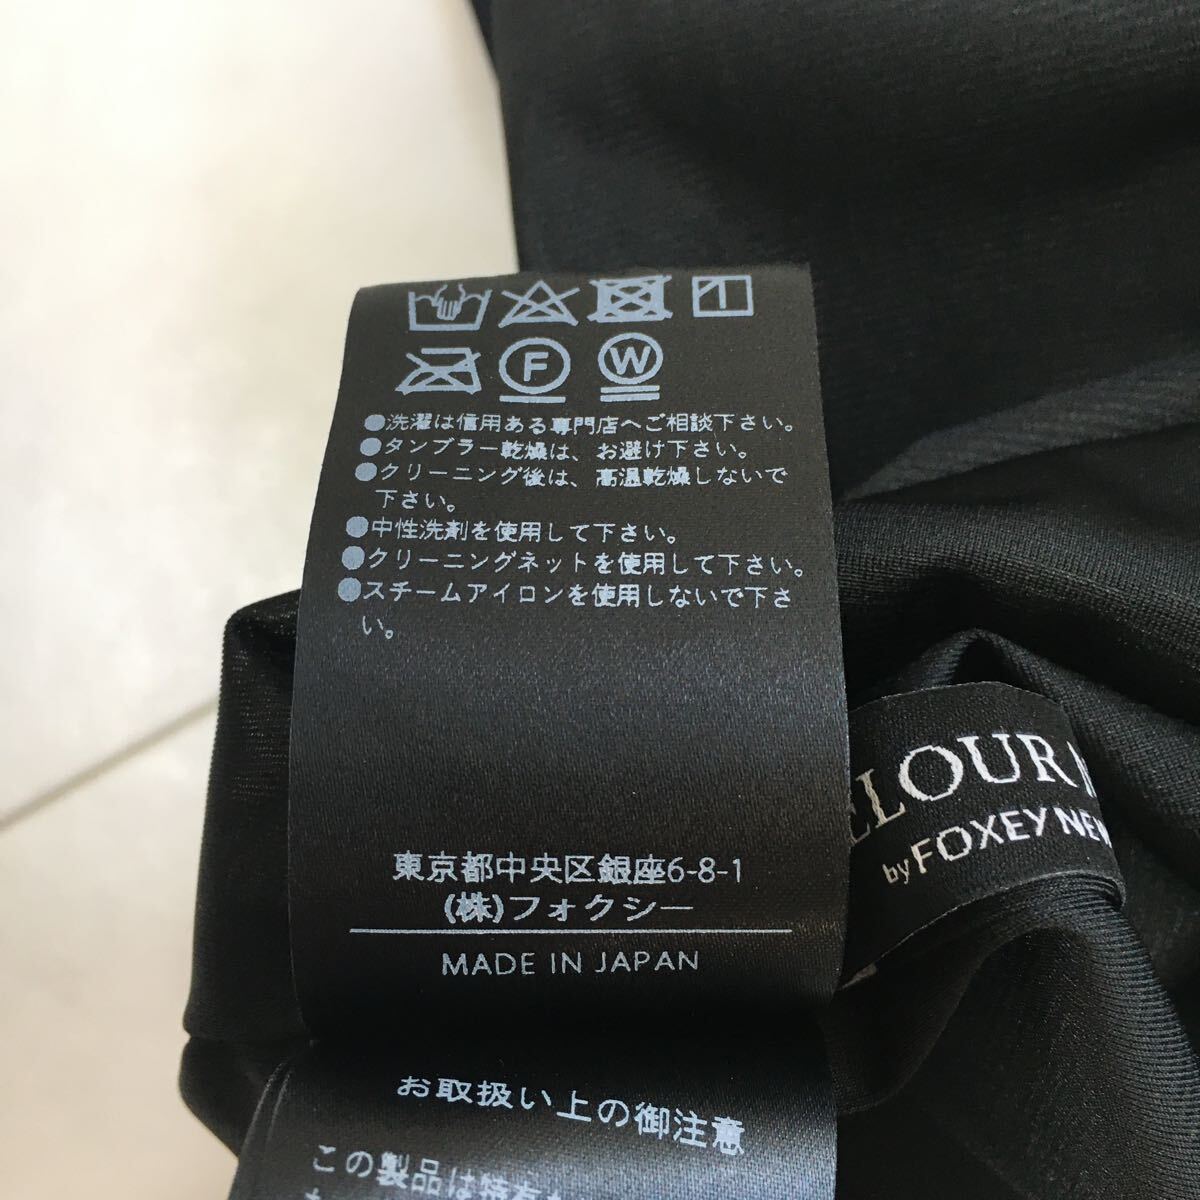 F
W
●洗濯は信用ある専門店へご相談下さい。
●タンブラー乾燥は、お避け下さい。
●クリーニング後は、高温乾燥しないで
下さい。
●中性洗剤を使用して下さい。
●クリーニングネットを使用して下さい。
●スチームアイロンを使用しないで下さ
い。
東京都中央区銀座6-8-1
(株)フォクシー
MADE IN JAPAN
お取扱い上の御注意
この製品は特有
ELOUR
by FOXEY NEW